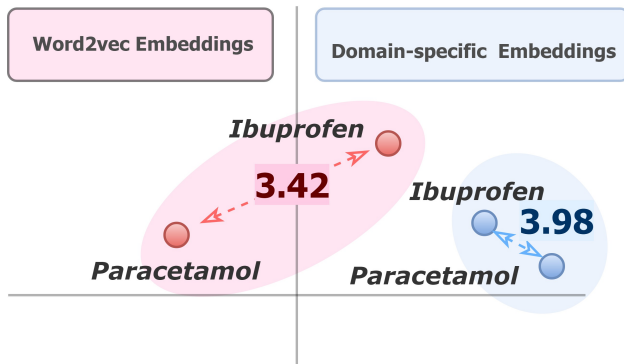 Word2vec Embeddings
Domain-specific Embeddings
Ibuprofen
3.42
Paracetamol
Ibuprofen
3.98
Paracetamol